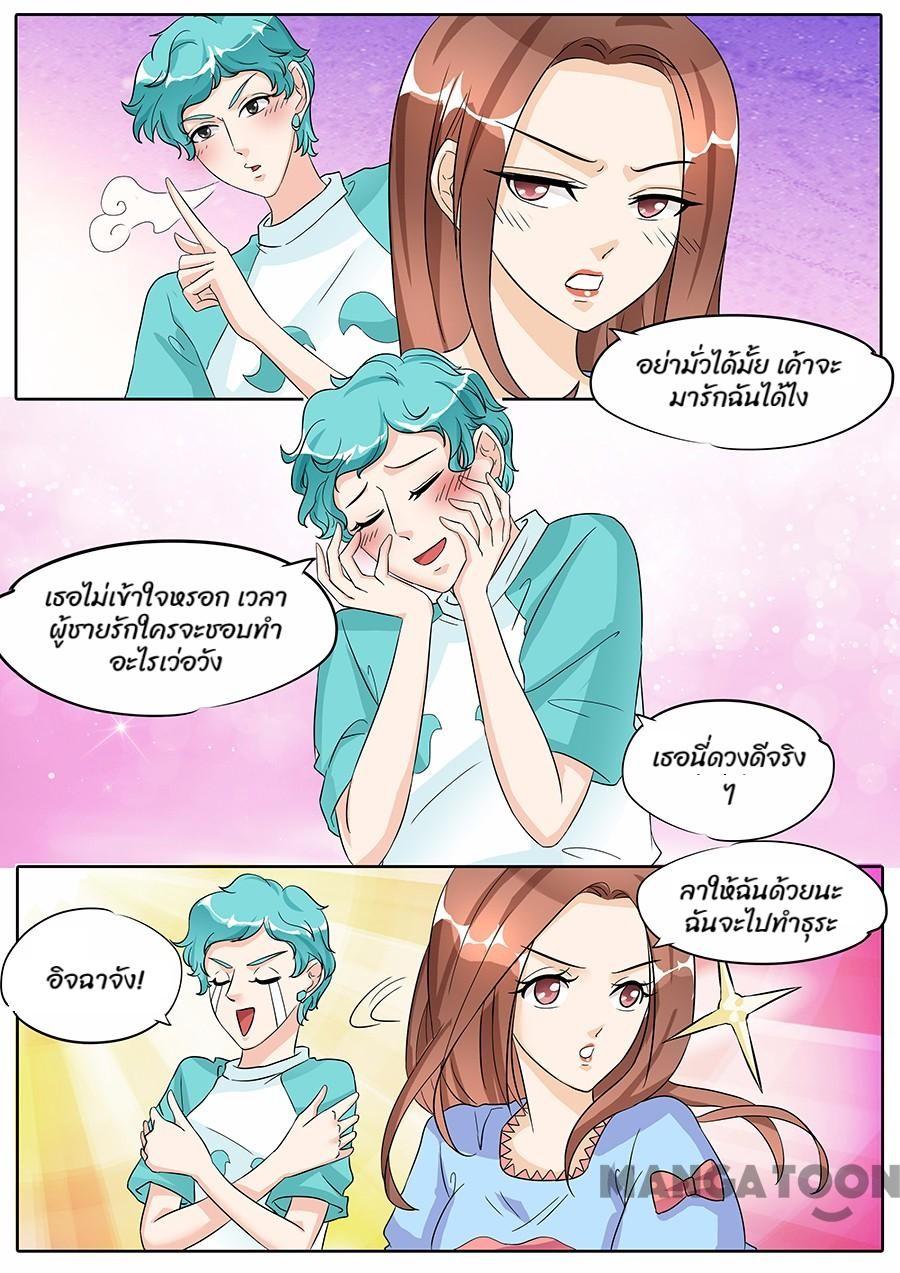 อย่ามั่วได้มั้ย เค้าจะ
มารักฉันได้ไง
เธอไม่เข้าใจหรอก เวลา
ผู้ชายรักใครจะชอบทำ
อะไรเว่อวัง
เธอนี่ดวงดีจริง
ๆ
ลาให้ฉันด้วยนะ
ฉันจะไปทำธุระ
อิจฉาจัง!
MANGATOON